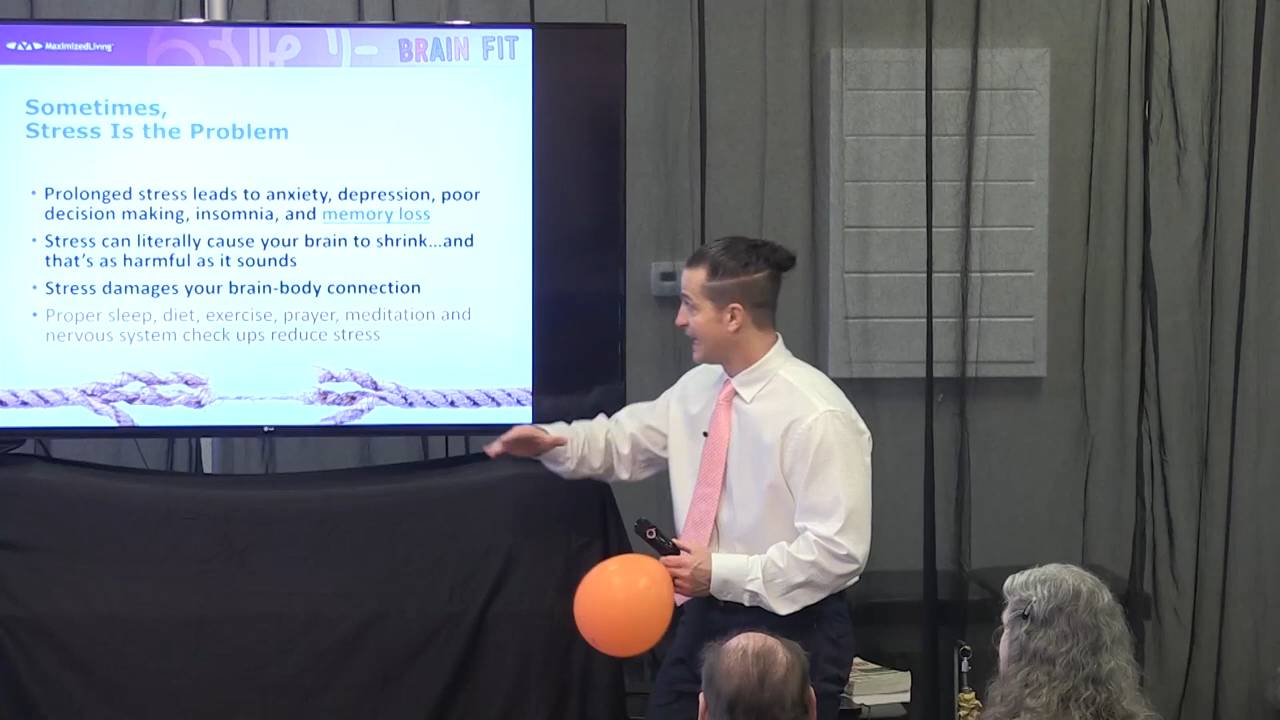 MaximizedLiving
BRAIN FIT
Sometimes,
Stress Is the Problem
• Prolonged stress leads to anxiety, depression, poor
decision making, insomnia, and memory loss
• Stress can literally cause your brain to shrink...and
that's as harmful as it sounds
• Stress damages your brain-body connection
• Proper sleep, diet, exercise, prayer, meditation and
nervous system check ups reduce stress